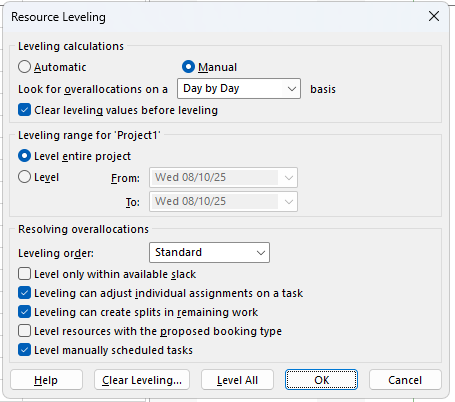 Resource Leveling
Leveling calculations
Automatic Manual
Look for overallocations on a Day by Day basis
Clear leveling values before leveling
Leveling range for 'Project1'
Level entire project
Level From: Wed 08/10/25
To: Wed 08/10/25
Resolving overallocations
Leveling order: Standard
Level only within available slack
Leveling can adjust individual assignments on a task
Leveling can create splits in remaining work
Level resources with the proposed booking type
Level manually scheduled tasks
Help Clear Leveling... Level All OK Cancel